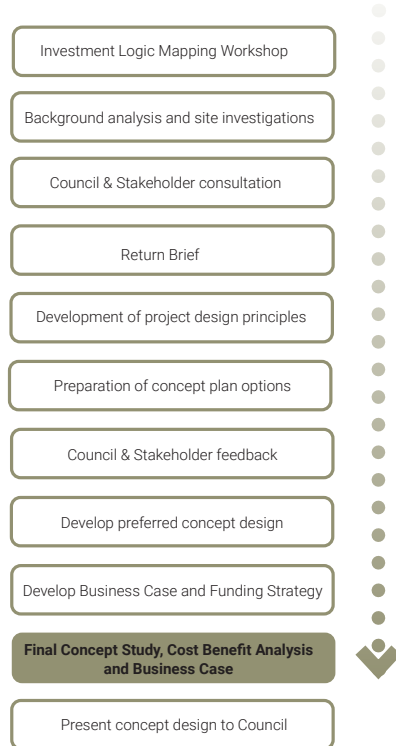 Investment Logic Mapping Workshop
Background analysis and site investigations
Council & Stakeholder consultation
Return Brief
Development of project design principles
Preparation of concept plan options
Council & Stakeholder feedback
Develop preferred concept design
Develop Business Case and Funding Strategy
Final Concept Study, Cost Benefit Analysis
and Business Case
Present concept design to Council